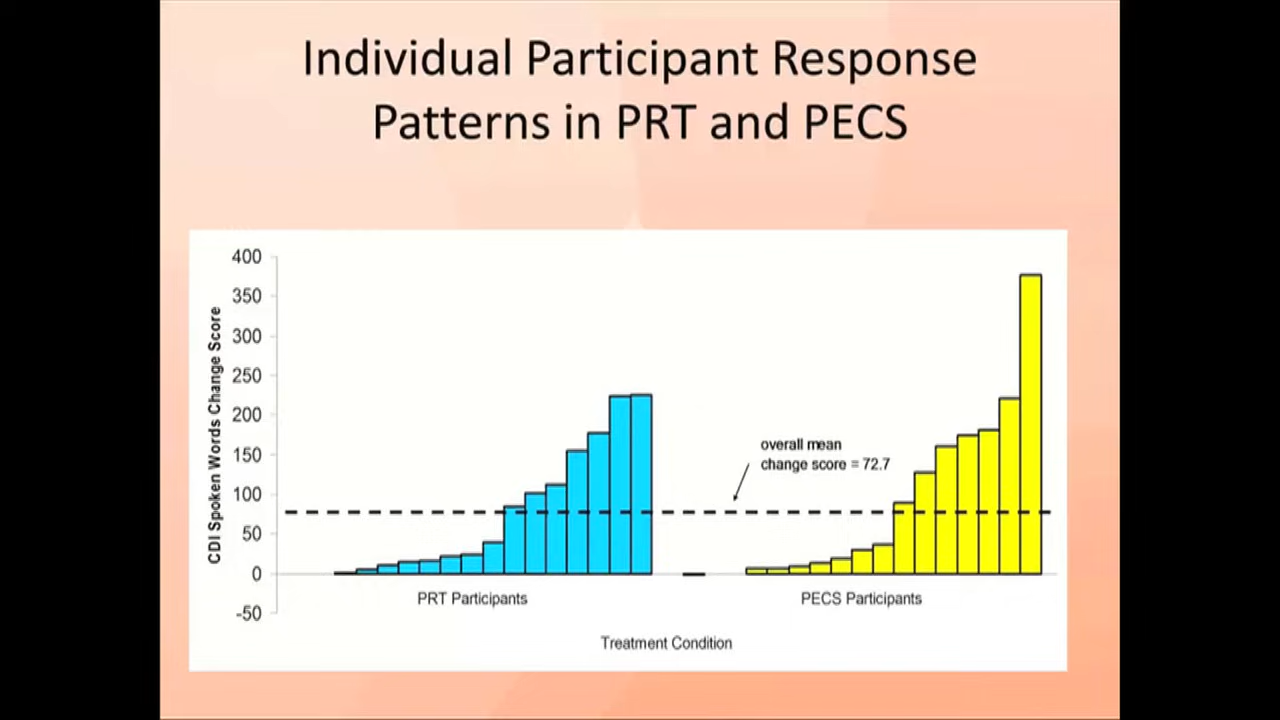 Individual Participant Response
Patterns in PRT and PECS
400
350
300
250
200
150
100
50
0
-50
CDI Spoken Words Change Score
overall mean
change score = 72.7
PRT Participants
PECS Participants
Treatment Condition